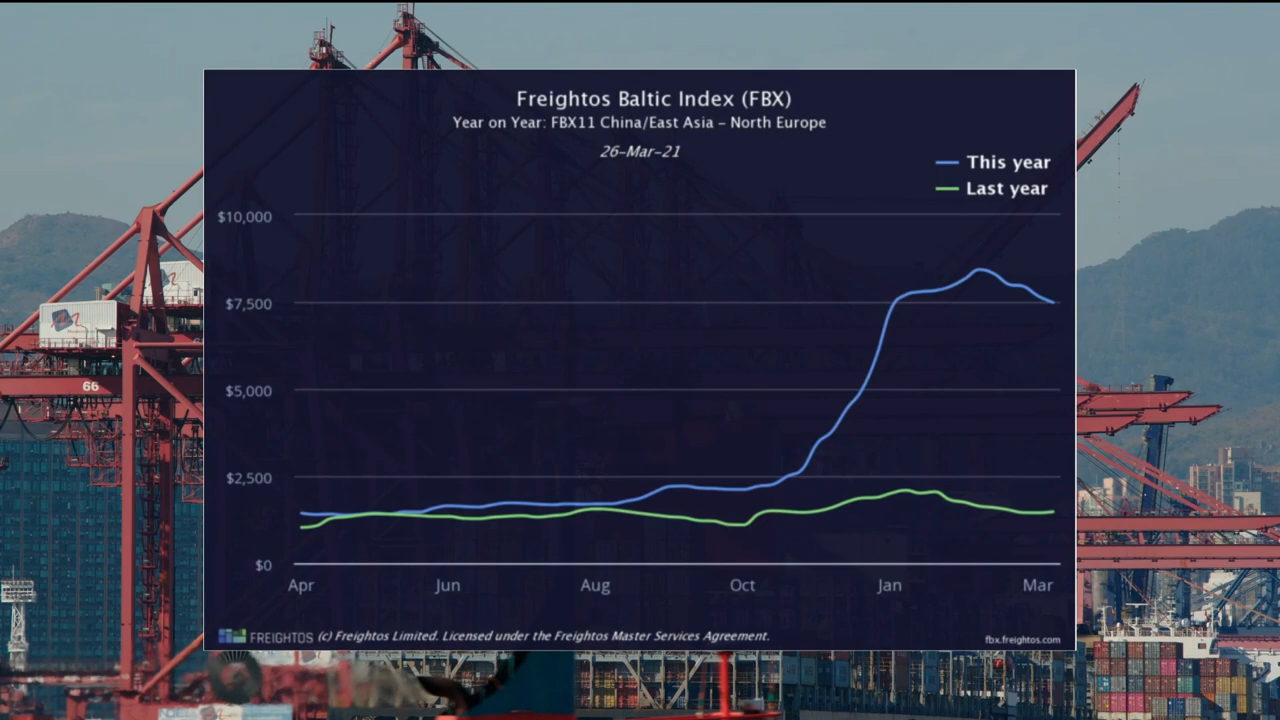 Freightos Baltic Index (FBX)
Year on Year: FBX11 China/East Asia – North Europe
26-Mar-21
This year
Last year
$10,000
$7,500
$5,000
$2,500
$0
Apr Jun Aug Oct Jan Mar
FREIGHTOS (c) Freightos Limited. Licensed under the Freightos Master Services Agreement.
fbx.freightos.com
66